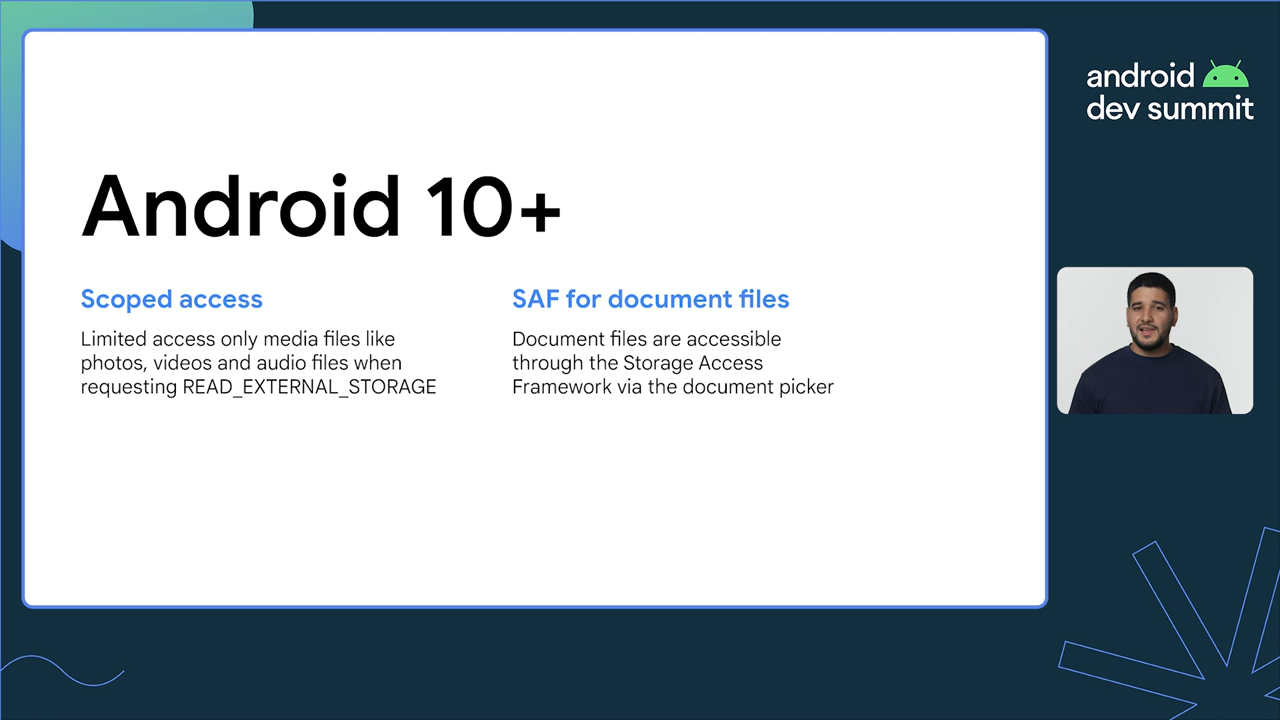 android
dev summit
Android 10+
Scoped access
Limited access only media files like
photos, videos and audio files when
requesting READ_EXTERNAL_STORAGE
SAF for document files
Document files are accessible
through the Storage Access
Framework via the document picker